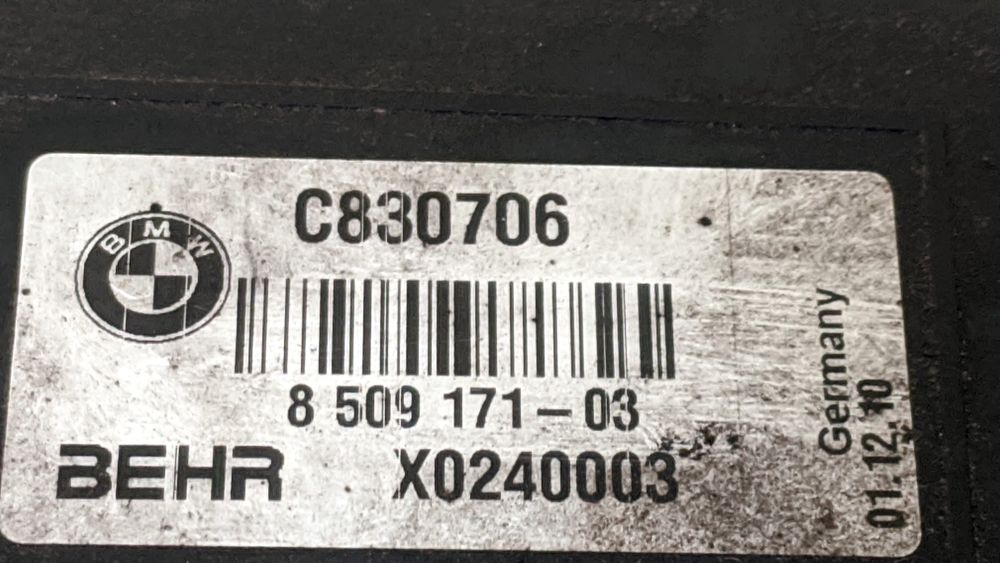 C830706
BMW
8 509 171-03
BEHR X0240003
Germany
01.12.10